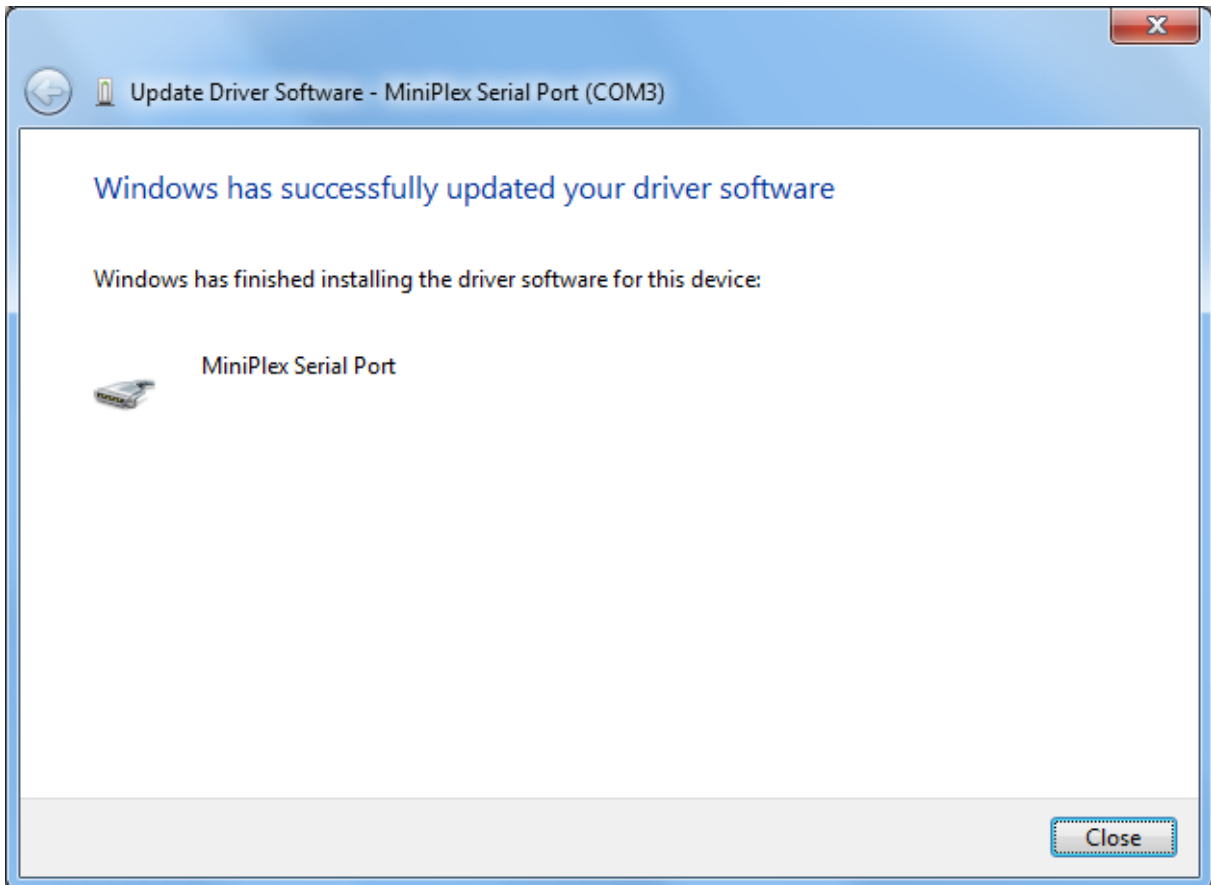 Update Driver Software - MiniPlex Serial Port (COM3)
Windows has successfully updated your driver software
Windows has finished installing the driver software for this device:
MiniPlex Serial Port
Close